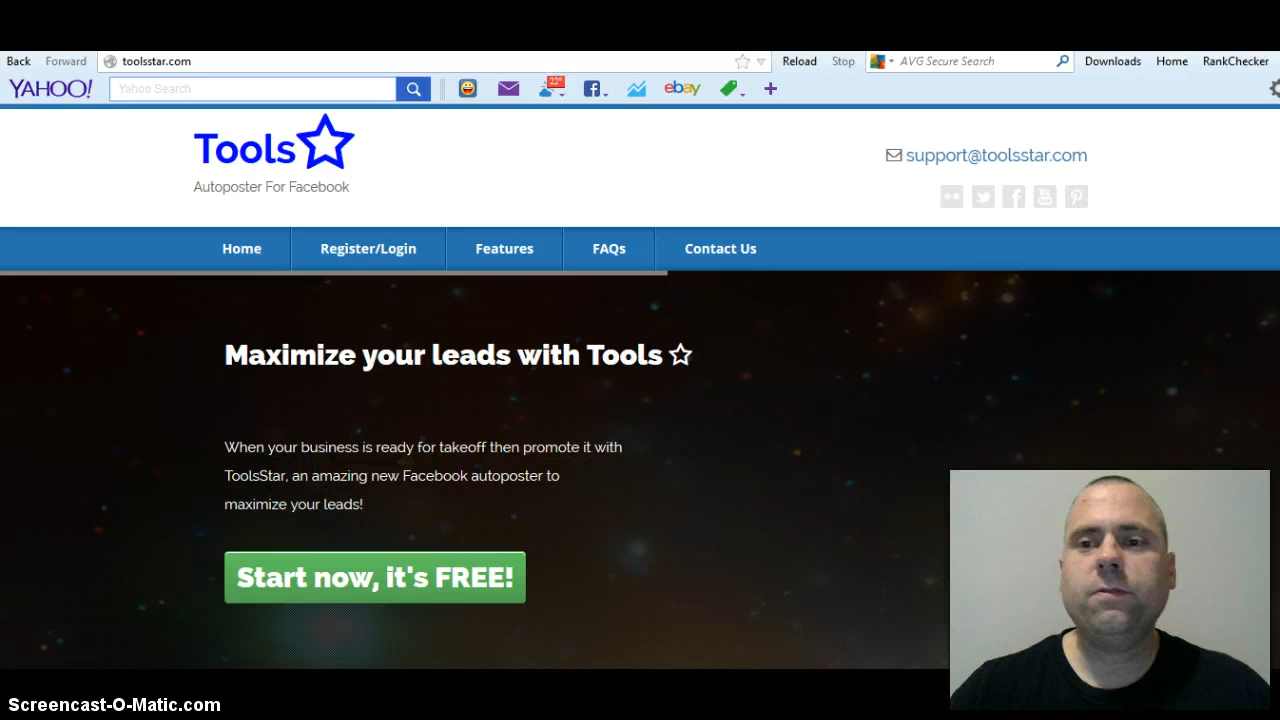 Back Forward toolsstar.com Reload Stop AVG Secure Search Downloads Home RankChecker
YAHOO! Yahoo Search 22° ebay
Tools
Autoposter For Facebook
support@toolsstar.com
You Tube
Home Register/Login Features FAQs Contact Us
Maximize your leads with Tools
When your business is ready for takeoff then promote it with
ToolsStar, an amazing new Facebook autoposter to
maximize your leads!
Start now, it's FREE!
Screencast-O-Matic.com